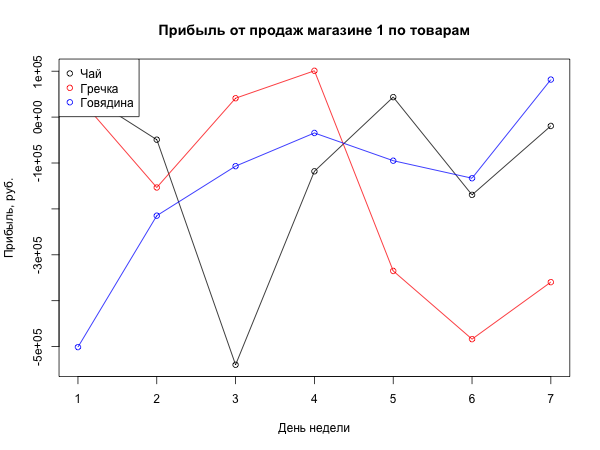 Прибыль от продаж магазине 1 по товарам
Чай
Гречка
Говядина
1e+05
0e+00
-1e+05
-3e+05
-5e+05
Прибыль, руб.
1 2 3 4 5 6 7
День недели